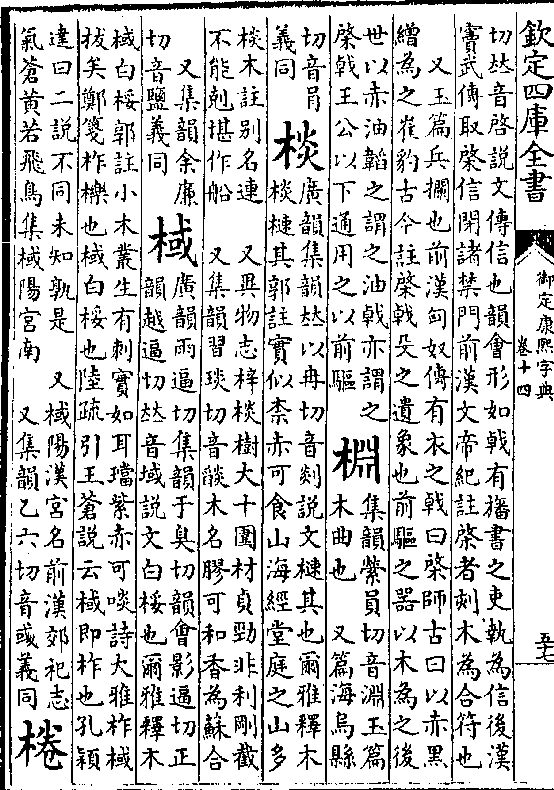 欽定四庫全書
御定康熙字典
卷十四
五十七
切𠀤音啓說文傳信也韻會形如戟有旛書之吏執為信後漢
竇武傳取棨信閉諸禁門前漢文帝紀註棨者刻木為合符也
又玉篇兵攔也前漢匈奴傳有衣之戟曰棨師古曰以赤黑
繒為之崔豹古今註棨戟殳之遺象也前驅之器以木為之後
世以赤油韜之謂之油戟亦謂之
棨戟王公以下通用之以前驅
棩
集韻縈員切音淵玉篇
木曲也 又篇海烏縣
切音肙
義同
棪
廣韻集韻𠀤以冉切音剡說文樾其也爾雅釋木
棪樾其郭註實似柰赤可食山海經堂庭之山多
棪木註别名連 又異物志梓棪樹大十圍材貞勁非利剛截
不能剋堪作船 又集韻習琰切音䣍木名膠可和香為蘇合
又集韻余廉
切音鹽義同
棫
廣韻雨逼切集韻于臭切韻會影逼切正
韻越逼切𠀤音域說文白桵也爾雅釋木
棫白桵郭註小木叢生有刺實如耳璫紫赤可啖詩大雅柞棫
拔矣鄭箋柞櫟也棫白桵也陸疏引王蒼說云棫即柞也孔穎
達曰二說不同未知孰是 又棫陽漢宮名前漢郊祀志
氣蒼黄若飛鳥集棫陽宮南 又集韻乙六切音彧義同
棬